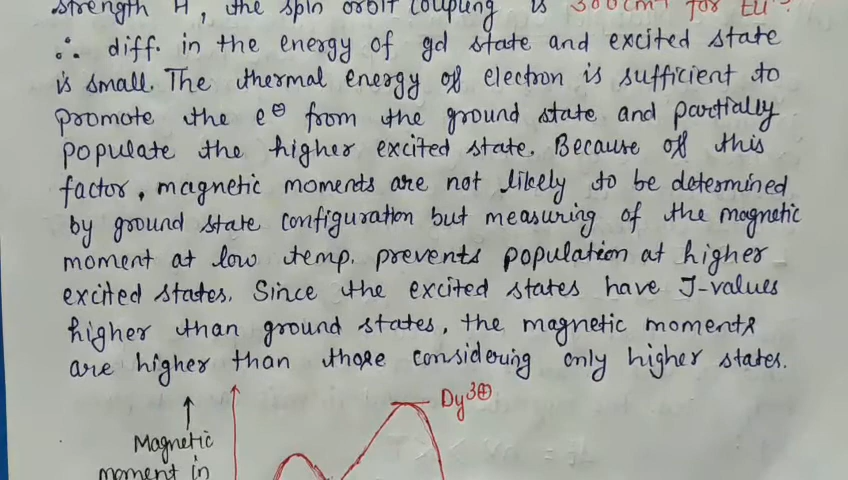 strength H, the spin orbit coupling is 300cm⁻¹ for Eu³
∴ diff. in the energy of gd state and excited state
is small. The thermal energy of electron is sufficient to
promote the e⊖ from the ground state and partially
populate the higher excited state. Because of this
factor, magnetic moments are not likely to be determined
by ground state configuration but measuring of the magnetic
moment at low temp. prevents population at higher
excited states. Since the excited states have J-values
higher than ground states, the magnetic moments
are higher than those considering only higher states.
Dy³⊕
Magnetic
moment in